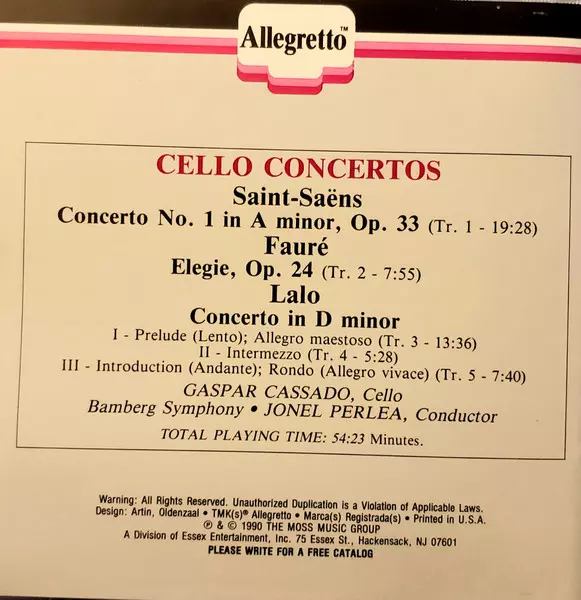 Allegretto™
CELLO CONCERTOS
Saint-Saëns
Concerto No. 1 in A minor, Op. 33 (Tr. 1 - 19:28)
Fauré
Elegie, Op. 24 (Tr. 2 - 7:55)
Lalo
Concerto in D minor
I - Prelude (Lento); Allegro maestoso (Tr. 3 - 13:36)
II - Intermezzo (Tr. 4 - 5:28)
III - Introduction (Andante); Rondo (Allegro vivace) (Tr. 5 - 7:40)
GASPAR CASSADO, Cello
Bamberg Symphony • JONEL PERLEA, Conductor
TOTAL PLAYING TIME: 54:23 Minutes.
Warning: All Rights Reserved. Unauthorized Duplication is a Violation of Applicable Laws.
Design: Artin, Oldenzaal • TMK(s)® Allegretto • Marca(s) Registrada(s) • Printed in U.S.A.
℗ & © 1990 THE MOSS MUSIC GROUP
A Division of Essex Entertainment, Inc. 75 Essex St., Hackensack, NJ 07601
PLEASE WRITE FOR A FREE CATALOG